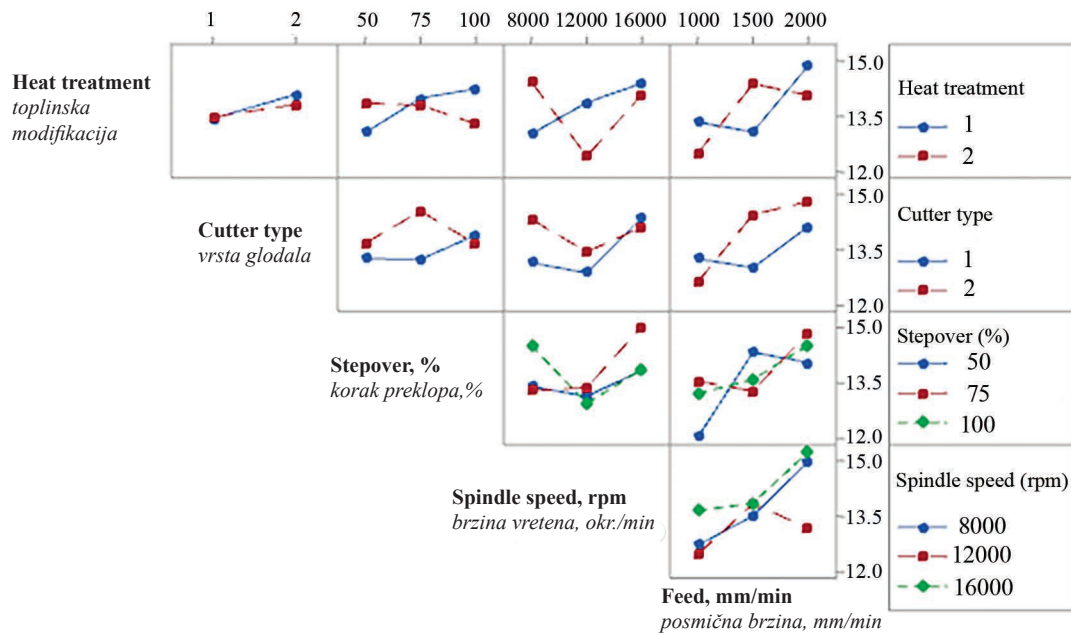 1 2 50 75 100 8000 12000 16000 1000 1500 2000
Heat treatment
toplinska
modifikacija
15.0
13.5
12.0
Heat treatment
1
2
Cutter type
vrsta glodala
15.0
13.5
12.0
Cutter type
1
2
Stepover, %
korak preklopa,%
15.0
13.5
12.0
Stepover (%)
50
75
100
Spindle speed, rpm
brzina vretena, okr./min
15.0
13.5
12.0
Spindle speed (rpm)
8000
12000
16000
Feed, mm/min
posmična brzina, mm/min